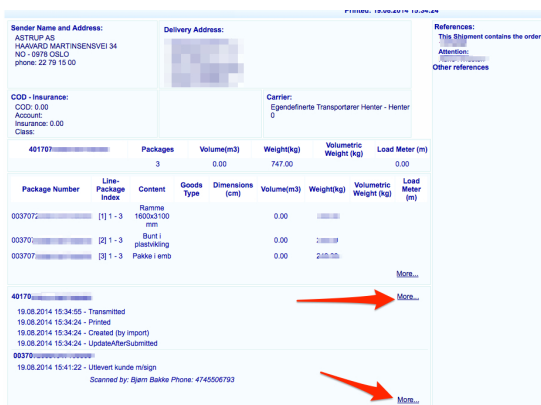 Printed: 19.08.2014 15:34:24
Sender Name and Address:
ASTRUP AS
HAAVARD MARTINSENSVEI 34
NO - 0978 OSLO
phone: 22 79 15 00
Delivery Address:
References:
This Shipment contains the order
Attention:
Other references
COD - Insurance:
COD: 0.00
Account:
Insurance: 0.00
Class:
Carrier:
Egendefinerte Transportører Henter - Henter
0
401707 Packages Volume(m3) Weight(kg) Volumetric Weight (kg) Load Meter (m)
3 0.00 747.00 0.00
Package Number Line-Package Index Content Goods Type Dimensions (cm) Volume(m3) Weight(kg) Volumetric Weight (kg) Load Meter (m)
0037072 [1] 1 - 3 Ramme 1600x3100 mm 0.00
00370 [2] 1 - 3 Bunt i plastvikling 0.00
003707 [3] 1 - 3 Pakke i emb 0.00
More...
40170
More...
19.08.2014 15:34:55 - Transmitted
19.08.2014 15:34:24 - Printed
19.08.2014 15:34:24 - Created (by import)
19.08.2014 15:34:24 - UpdateAfterSubmitted
00370
19.08.2014 15:41:22 - Utlevert kunde m/sign
Scanned by: Bjørn Bakke Phone: 4745506793
More...